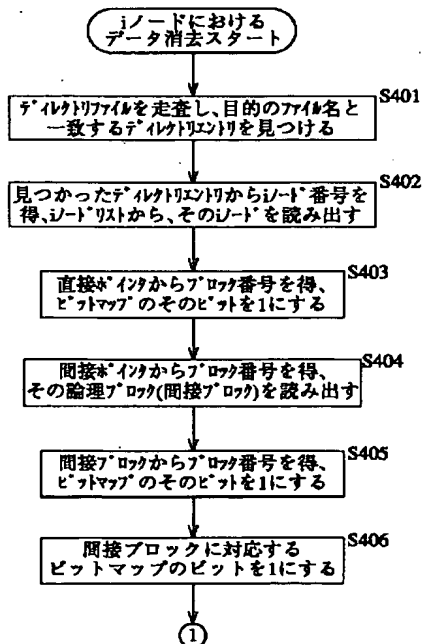 iノードにおける
データ消去スタート
S401
ﾃﾞｨﾚｸﾄﾘﾌｧｲﾙを走査し、目的のﾌｧｲﾙ名と
一致するﾃﾞｨﾚｸﾄﾘｴﾝﾄﾘを見つける
S402
見つかったﾃﾞｨﾚｸﾄﾘｴﾝﾄﾘからiﾉｰﾄﾞ番号を
得、iﾉｰﾄﾞﾘｽﾄから、そのiﾉｰﾄﾞを読み出す
S403
直接ﾎﾟｲﾝﾀからﾌﾞﾛｯｸ番号を得、
ﾋﾞｯﾄﾏｯﾌﾟのそのﾋﾞｯﾄを1にする
S404
間接ﾎﾟｲﾝﾀからﾌﾞﾛｯｸ番号を得、
その論理ﾌﾞﾛｯｸ(間接ﾌﾞﾛｯｸ)を読み出す
S405
間接ﾌﾞﾛｯｸからﾌﾞﾛｯｸ番号を得、
ﾋﾞｯﾄﾏｯﾌﾟのそのﾋﾞｯﾄを1にする
S406
間接ブロックに対応する
ビットマップのビットを1にする
①